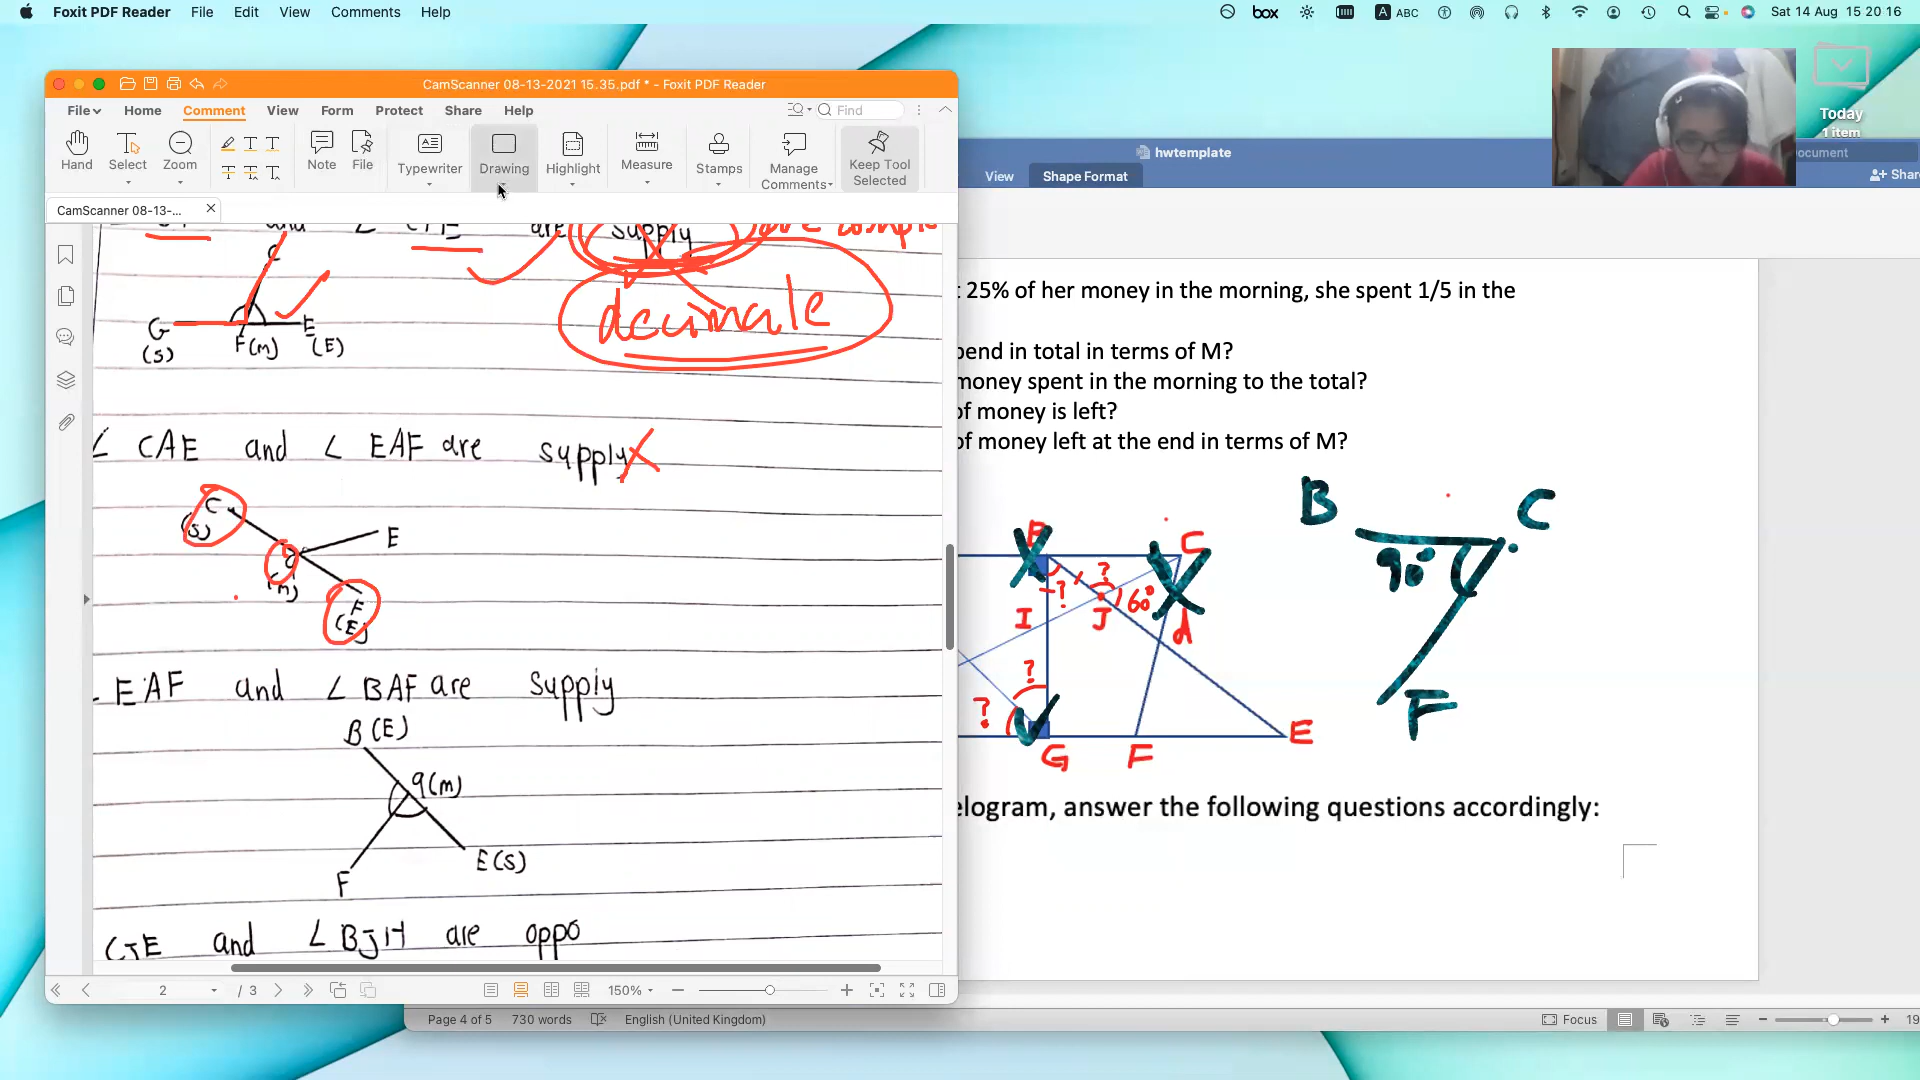 Foxit PDF Reader File Edit View Comments Help
box A ABC Sat 14 Aug 15 20 16
CamScanner 08-13-2021 15.35.pdf * - Foxit PDF Reader
File Home Comment View Form Protect Share Help Find
Hand Select Zoom Note File Typewriter Drawing Highlight Measure Stamps Manage Comments Keep Tool Selected
CamScanner 08-13-...
hwtemplate
View Shape Format
Today
1 item
and are supply
C
decimale
G F(M) E
(S) (E)
∠ CAE and ∠ EAF are supply
C
(S)
E
(m)
F
(E)
EAF and ∠ BAF are supply
B(E)
q(m)
E(S)
F
GJE and ∠ BJH are oppo
2 / 3 150%
25% of her money in the morning, she spent 1/5 in the
pend in total in terms of M?
money spent in the morning to the total?
of money is left?
of money left at the end in terms of M?
B C
90°
F
C
? ?
I J 60° d
?
?
G F E
elogram, answer the following questions accordingly:
Page 4 of 5 730 words English (United Kingdom) Focus